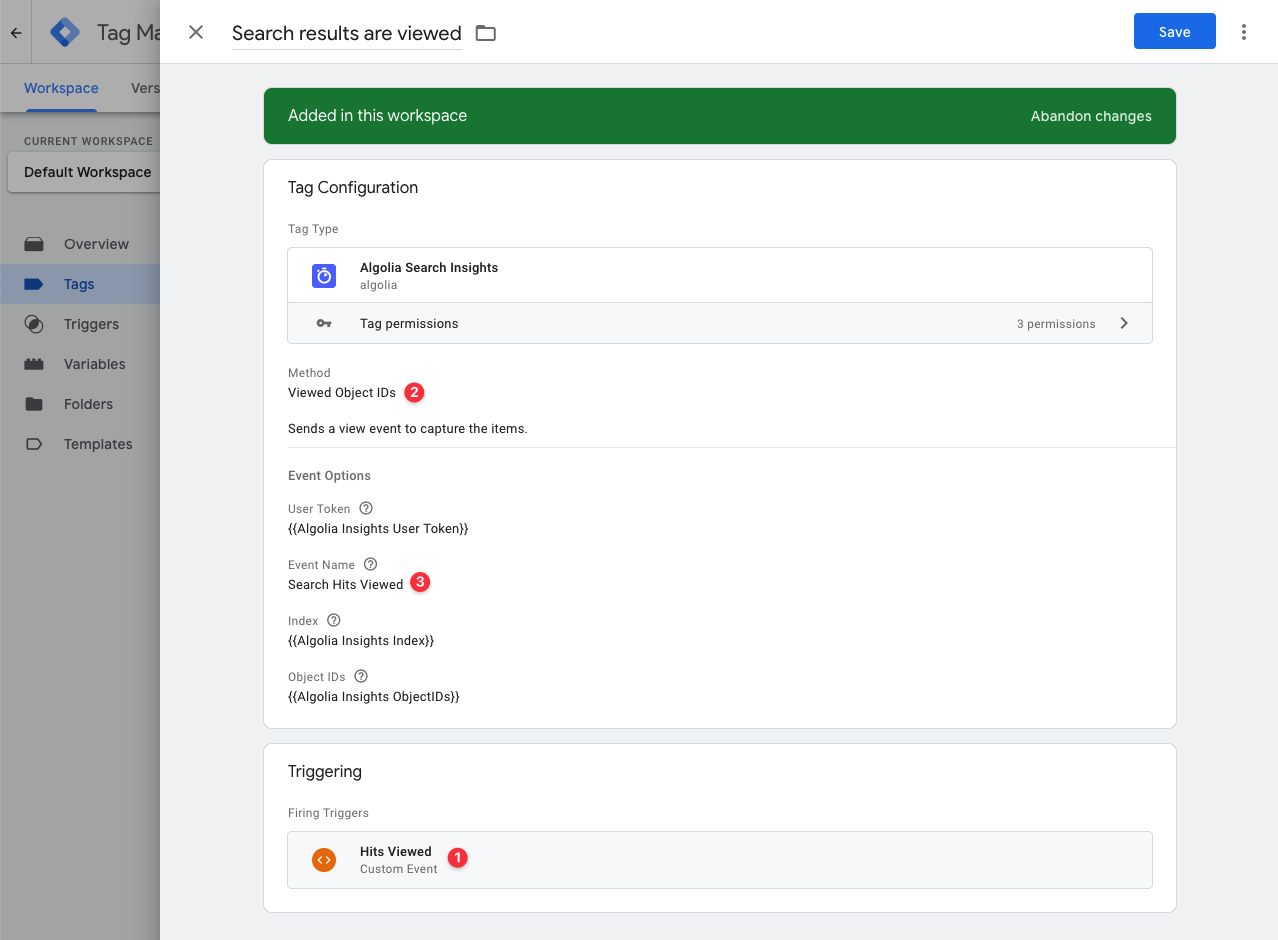 Tag Ma
Search results are viewed
Save
Workspace
Vers
CURRENT WORKSPACE
Default Workspace
Overview
Tags
Triggers
Variables
Folders
Templates
Added in this workspace
Abandon changes
Tag Configuration
Tag Type
Algolia Search Insights
algolia
Tag permissions
3 permissions
Method
Viewed Object IDs 2
Sends a view event to capture the items.
Event Options
User Token ?
{{Algolia Insights User Token}}
Event Name ?
Search Hits Viewed 3
Index ?
{{Algolia Insights Index}}
Object IDs ?
{{Algolia Insights ObjectIDs}}
Triggering
Firing Triggers
Hits Viewed 1
Custom Event